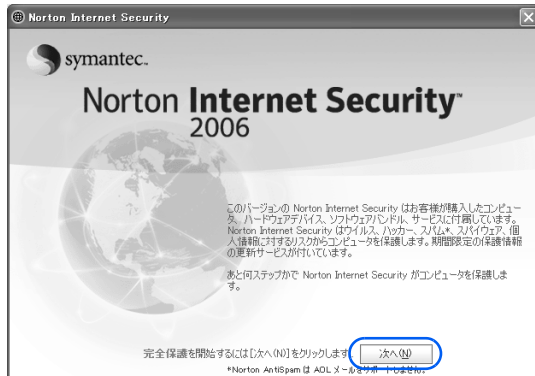 Norton Internet Security
symantec.
Norton Internet Security™
2006
このバージョンの Norton Internet Security はお客様が購入したコンピュー
タ、ハードウェアデバイス、ソフトウェアバンドル、サービスに付属しています。
Norton Internet Security はウイルス、ハッカー、スパム*、スパイウェア、個
人情報に対するリスクからコンピュータを保護します。期間限定の保護情報
の更新サービスが付いています。
あと何ステップかで Norton Internet Security がコンピュータを保護しま
す。
完全保護を開始するには[次へ(N)]をクリックします。 次へ(N)
*Norton AntiSpam は AOL メールをサポートしません。